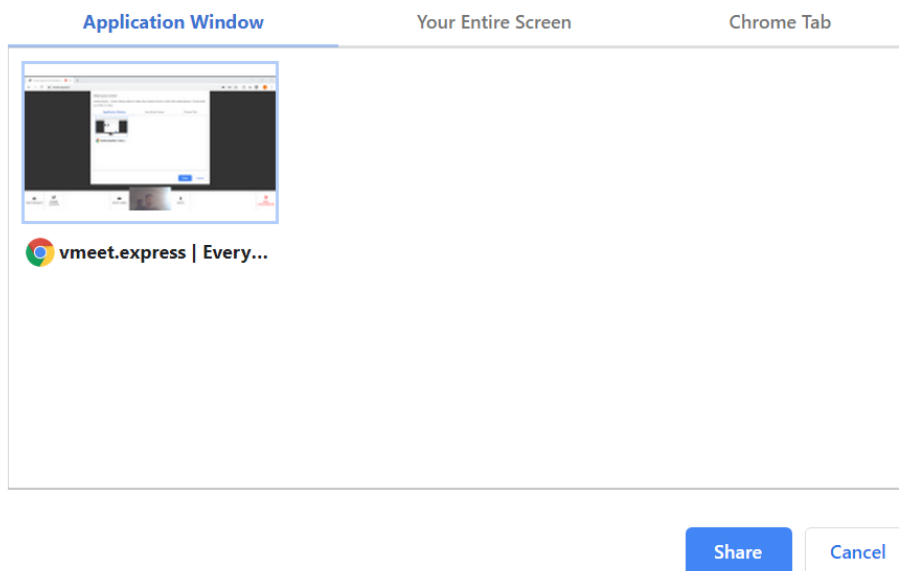 Application Window
Your Entire Screen
Chrome Tab
vmeet.express | Every...
Share
Cancel